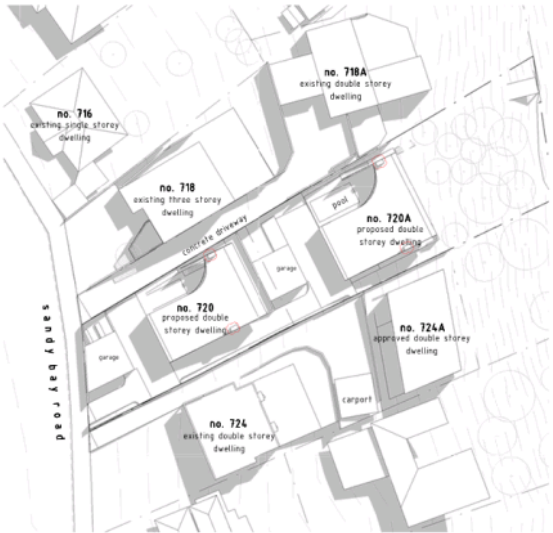 no. 718A
existing double storey
dwelling
no. 716
existing single storey
dwelling
no. 718
existing three storey
dwelling
pool
no. 720A
proposed double
storey dwelling
concrete driveway
garage
no. 720
proposed double
storey dwelling
garage
no. 724A
approved double storey
dwelling
sandy bay road
carport
no. 724
existing double storey
dwelling